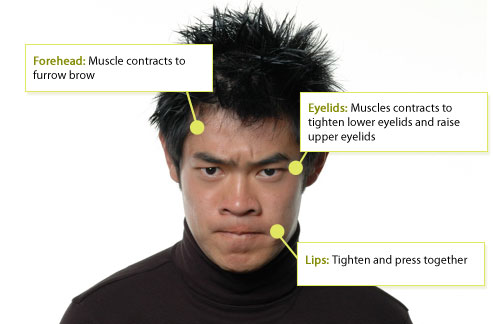 Forehead: Muscle contracts to
furrow brow
Eyelids: Muscles contracts to
tighten lower eyelids and raise
upper eyelids
Lips: Tighten and press together